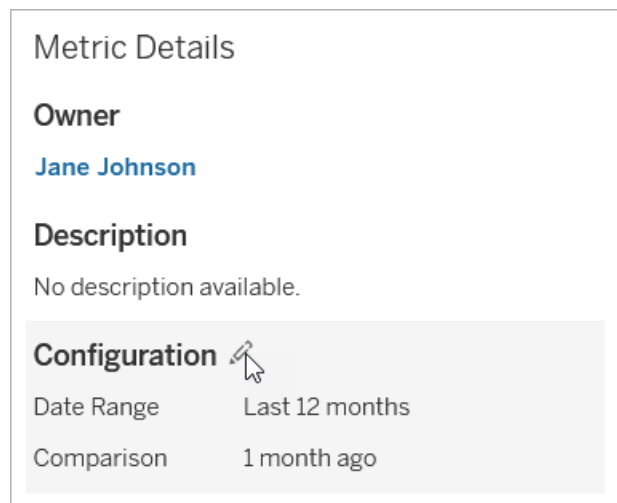 Metric Details
Owner
Jane Johnson
Description
No description available.
Configuration
Date Range Last 12 months
Comparison 1 month ago